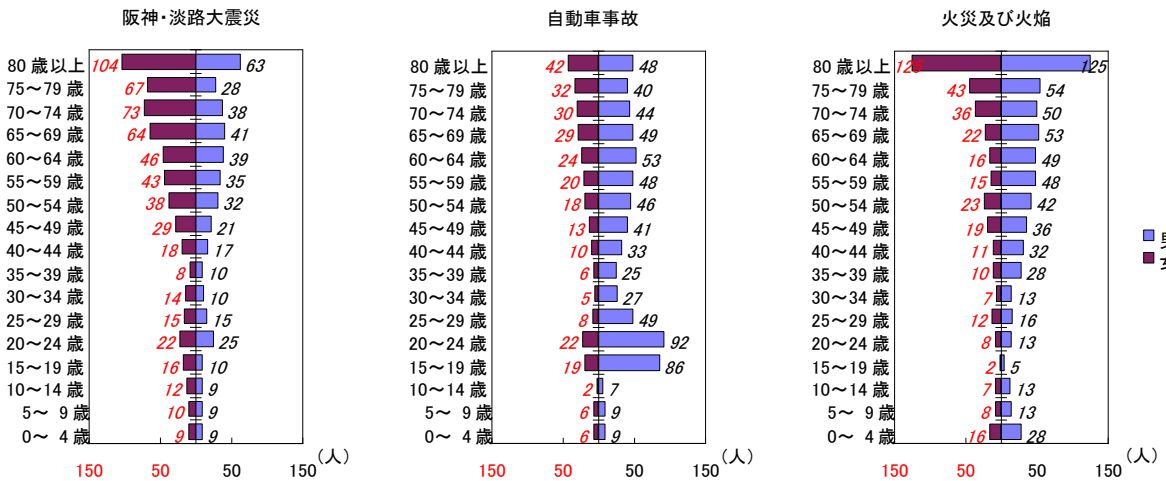 阪神・淡路大震災
80 歳以上 104 63
75～79 歳 67 28
70～74 歳 73 38
65～69 歳 64 41
60～64 歳 46 39
55～59 歳 43 35
50～54 歳 38 32
45～49 歳 29 21
40～44 歳 18 17
35～39 歳 8 10
30～34 歳 14 10
25～29 歳 15 15
20～24 歳 22 25
15～19 歳 16 10
10～14 歳 12 9
5～ 9 歳 10 9
0～ 4 歳 9 9
150 50 50 150 (人)
自動車事故
80 歳以上 42 48
75～79 歳 32 40
70～74 歳 30 44
65～69 歳 29 49
60～64 歳 24 53
55～59 歳 20 48
50～54 歳 18 46
45～49 歳 13 41
40～44 歳 10 33
35～39 歳 6 25
30～34 歳 5 27
25～29 歳 8 49
20～24 歳 22 92
15～19 歳 19 86
10～14 歳 2 7
5～ 9 歳 6 9
0～ 4 歳 6 9
150 50 50 150 (人)
火災及び火焔
80 歳以上 125
75～79 歳 43 54
70～74 歳 36 50
65～69 歳 22 53
60～64 歳 16 49
55～59 歳 15 48
50～54 歳 23 42
45～49 歳 19 36
40～44 歳 11 32
35～39 歳 10 28
30～34 歳 7 13
25～29 歳 12 16
20～24 歳 8 13
15～19 歳 2 5
10～14 歳 7 13
5～ 9 歳 8 13
0～ 4 歳 16 28
150 50 50 150 (人)
男
女